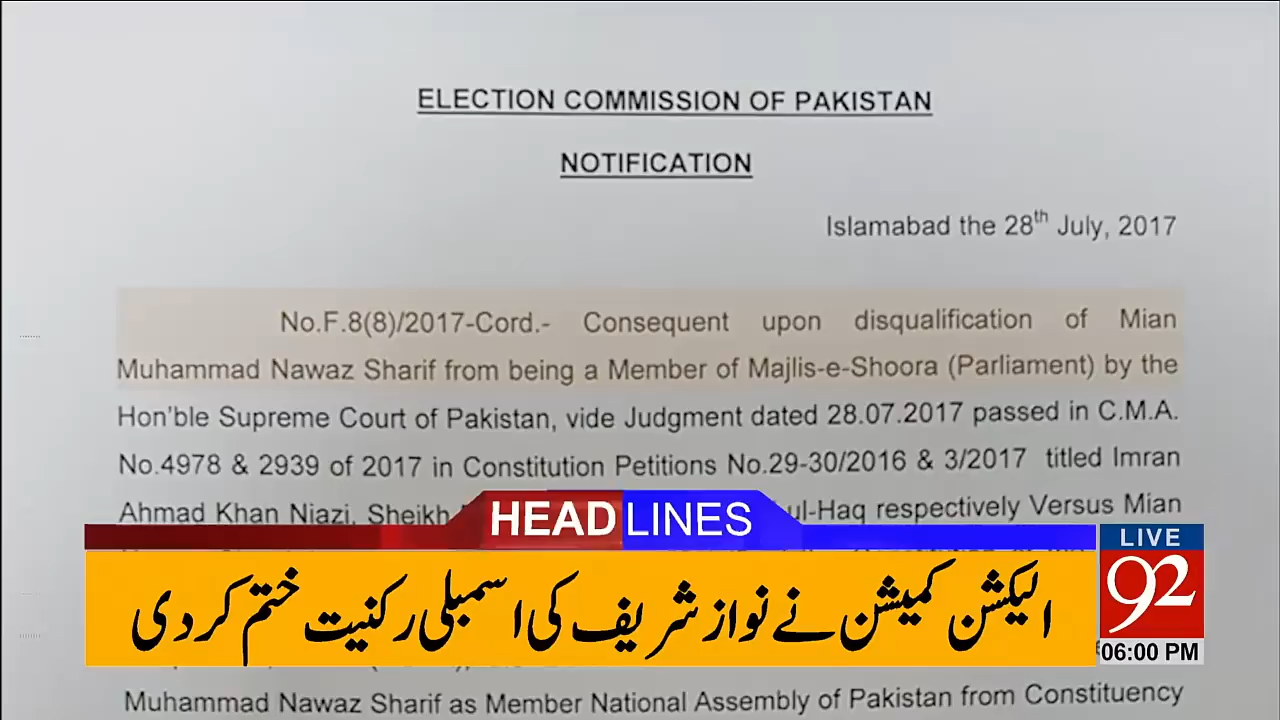 ELECTION COMMISSION OF PAKISTAN
NOTIFICATION
Islamabad the 28th July, 2017
No.F.8(8)/2017-Cord.- Consequent upon disqualification of Mian
Muhammad Nawaz Sharif from being a Member of Majlis-e-Shoora (Parliament) by the
Hon'ble Supreme Court of Pakistan, vide Judgment dated 28.07.2017 passed in C.M.A.
No.4978 & 2939 of 2017 in Constitution Petitions No.29-30/2016 & 3/2017 titled Imran
Ahmad Khan Niazi, Sheikh ul-Haq respectively Versus Mian
HEADLINES
LIVE
الیکشن کمیشن نے نواز شریف کی اسمبلی رکنیت ختم کر دی
92
06:00 PM
Muhammad Nawaz Sharif as Member National Assembly of Pakistan from Constituency